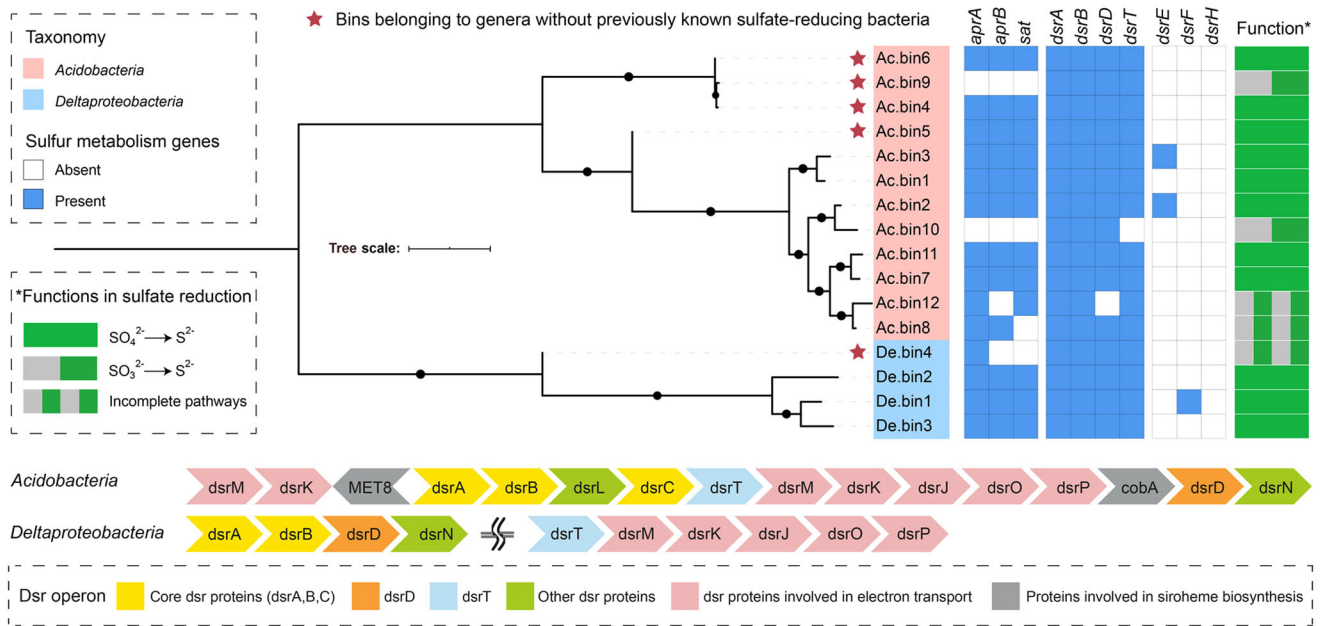 ★ Bins belonging to genera without previously known sulfate-reducing bacteria
Taxonomy
Acidobacteria
Deltaproteobacteria
Sulfur metabolism genes
Absent
Present
aprA aprB sat dsrA dsrB dsrD dsrT dsrE dsrF dsrH Function*
Ac.bin6
Ac.bin9
Ac.bin4
Ac.bin5
Ac.bin3
Ac.bin1
Ac.bin2
Ac.bin10
Ac.bin11
Ac.bin7
Ac.bin12
Ac.bin8
De.bin4
De.bin2
De.bin1
De.bin3
Tree scale:
*Functions in sulfate reduction
SO₄²⁻→S²⁻
SO₃²⁻→S²⁻
Incomplete pathways
Acidobacteria dsrM dsrK MET8 dsrA dsrB dsrL dsrC dsrT dsrM dsrK dsrJ dsrO dsrP cobA dsrD dsrN
Deltaproteobacteria dsrA dsrB dsrD dsrN dsrT dsrM dsrK dsrJ dsrO dsrP
Dsr operon Core dsr proteins (dsrA,B,C) dsrD dsrT Other dsr proteins dsr proteins involved in electron transport Proteins involved in siroheme biosynthesis